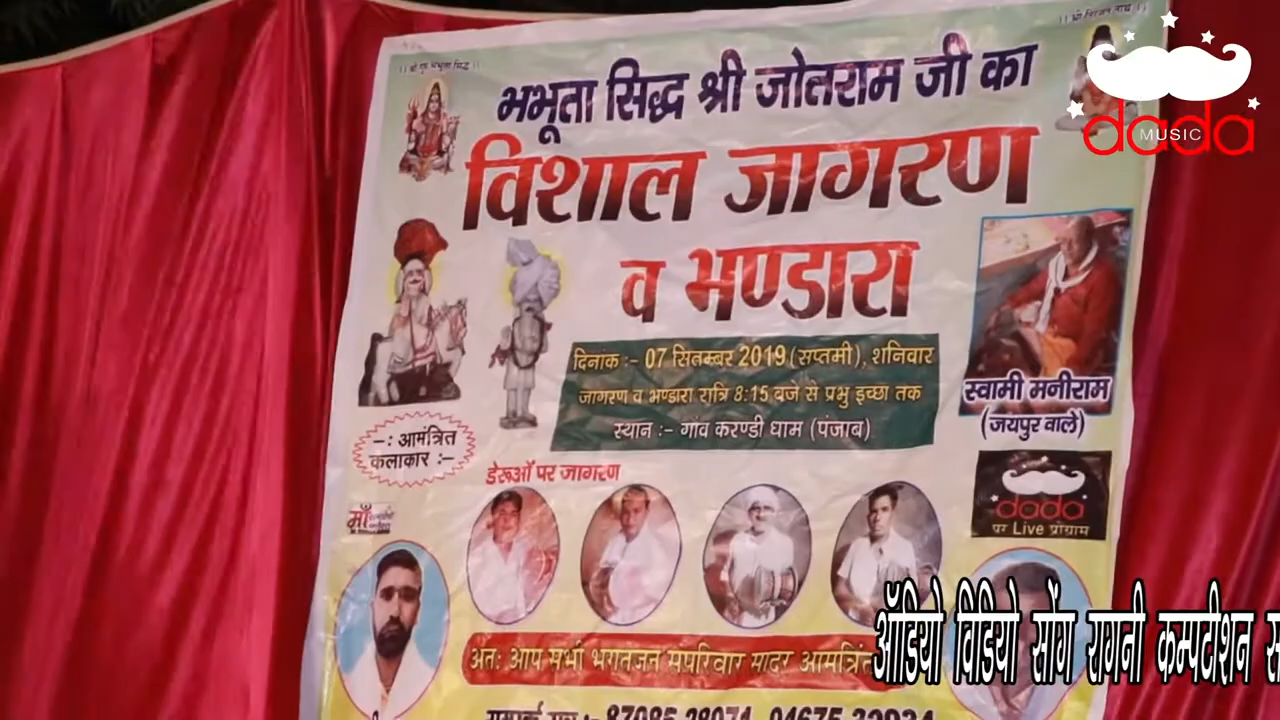 ।। श्री गुरु भभूता सिद्ध ।।
भभूता सिद्ध श्री जोतराम जी का
विशाल जागरण
व भण्डारा
दिनांक :- 07 सितम्बर 2019 (सप्तमी), शनिवार
जागरण व भण्डारा रात्रि 8:15 बजे से प्रभु इच्छा तक
स्थान :- गांव करण्डी धाम (पंजाब)
स्वामी मनीराम
(जयपुर वाले)
-: आमंत्रित
कलाकार :-
डेरूओं पर जागरण
माँ
dada
पर Live प्रोग्राम
अतः आप सभी भगतजन सपरिवार सादर आमंत्रित
dada
MUSIC
ऑडियो विडियो सोंग रागनी कम्पटीशन